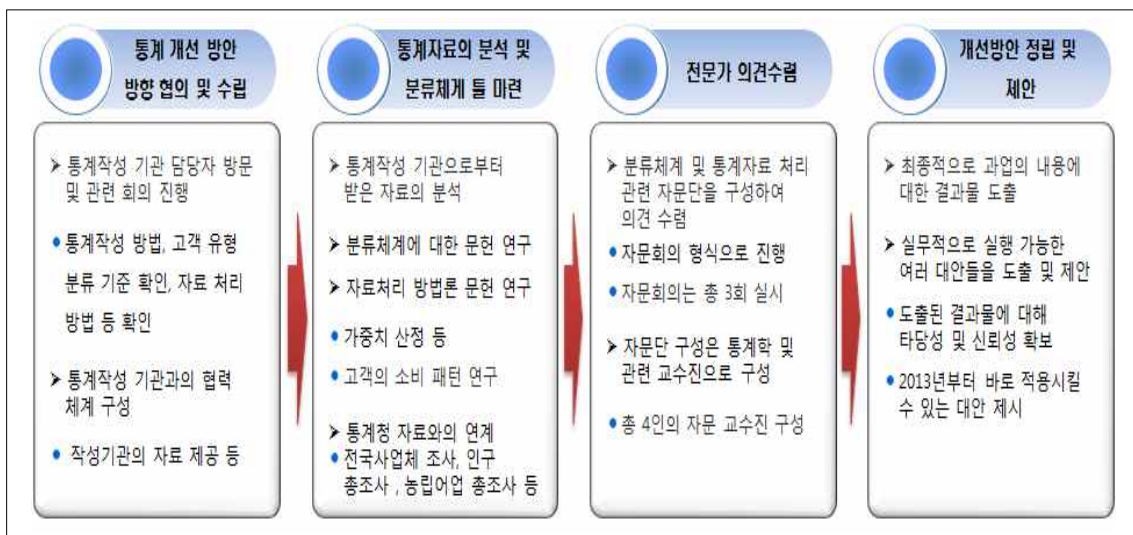 통계 개선 방안
방향 협의 및 수립
➢ 통계작성 기관 담당자 방문
및 관련 회의 진행
• 통계작성 방법, 고객 유형
분류 기준 확인, 자료 처리
방법 등 확인
➢ 통계작성 기관과의 협력
체계 구성
• 작성기관의 자료 제공 등
통계자료의 분석 및
분류체계 틀 마련
➢ 통계작성 기관으로부터
받은 자료의 분석
➢ 분류체계에 대한 문헌 연구
➢ 자료처리 방법론 문헌 연구
• 가중치 산정 등
• 고객의 소비 패턴 연구
➢ 통계청 자료와의 연계
• 전국사업체 조사, 인구
총조사 , 농림어업 총조사 등
전문가 의견수렴
➢ 분류체계 및 통계자료 처리
관련 자문단을 구성하여
의견 수렴
• 자문회의 형식으로 진행
• 자문회의는 총 3회 실시
➢ 자문단 구성은 통계학 및
관련 교수진으로 구성
• 총 4인의 자문 교수진 구성
개선방안 정립 및
제안
➢ 최종적으로 과업의 내용에
대한 결과물 도출
➢ 실무적으로 실행 가능한
여러 대안들을 도출 및 제안
• 도출된 결과물에 대해
타당성 및 신뢰성 확보
• 2013년부터 바로 적용시킬
수 있는 대안 제시